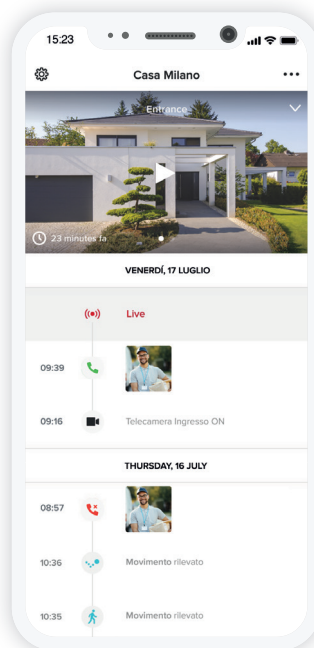 15:23
Casa Milano
Entrance
23 minutes fa
VENERDÍ, 17 LUGLIO
Live
09:39
09:16 Telecamera Ingresso ON
THURSDAY, 16 JULY
08:57
10:36 Movimento rilevato
10:35 Movimento rilevato